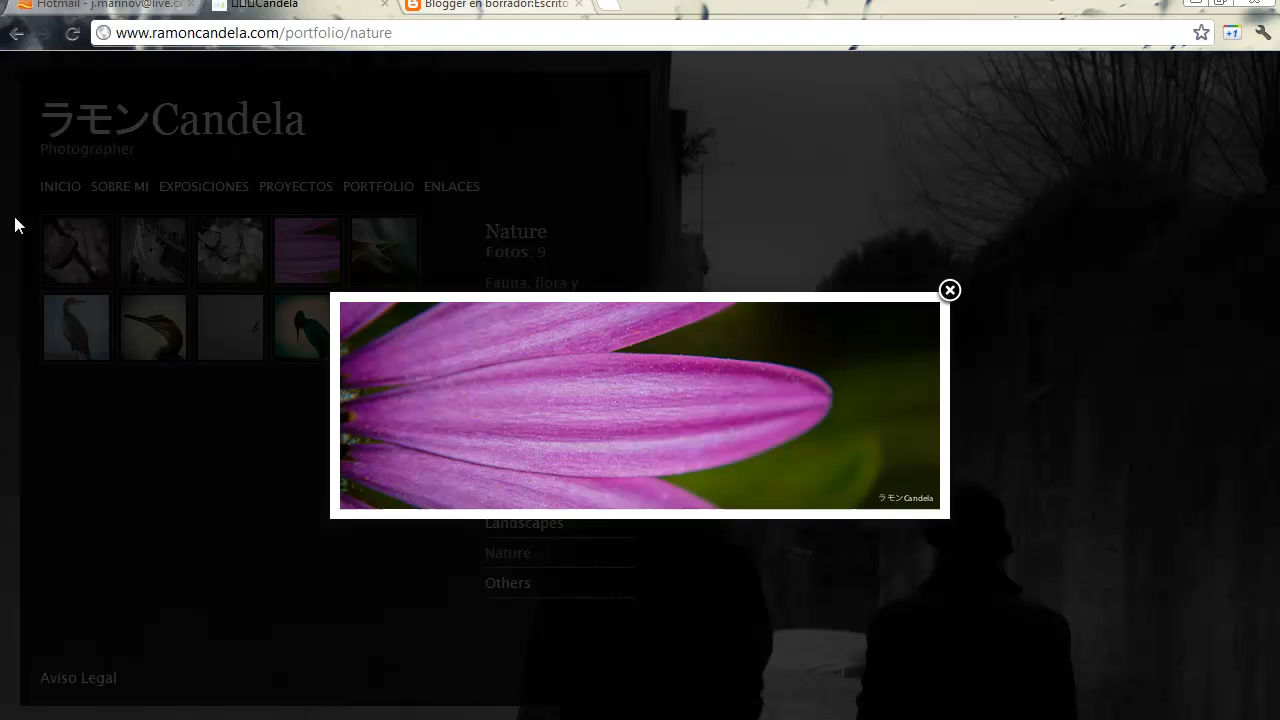 Hotmail - j.marinov@live.c
Candela
Blogger en borrador:Escrito
www.ramoncandela.com/portfolio/nature
+1
ラモンCandela
Photographer
INICIO SOBRE MI EXPOSICIONES PROYECTOS PORTFOLIO ENLACES
Nature
Fotos: 9
Fauna, flora y
ラモンCandela
Landscapes
Nature
Others
Aviso Legal